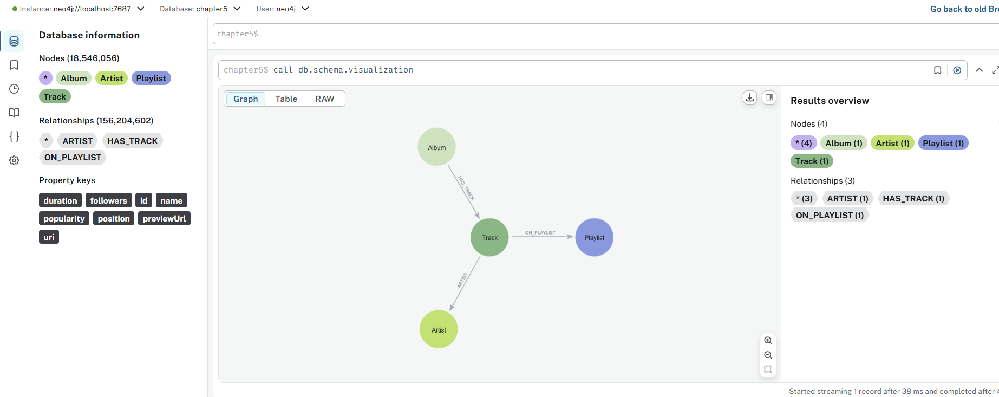 Instance: neo4j://localhost:7687 Database: chapter5 User: neo4j Go back to old
Database information
Nodes (18,546,056)
* Album Artist Playlist
Track
Relationships (156,204,602)
* ARTIST HAS_TRACK
ON_PLAYLIST
Property keys
duration followers id name
popularity position previewUrl
uri
chapter5$
chapter5$ call db.schema.visualization
Graph Table RAW
Album
HAS_TRACK
Track
ON_PLAYLIST
Playlist
ARTIST
Artist
Results overview
Nodes (4)
* (4) Album (1) Artist (1) Playlist (1)
Track (1)
Relationships (3)
* (3) ARTIST (1) HAS_TRACK (1)
ON_PLAYLIST (1)
Started streaming 1 record after 38 ms and completed after